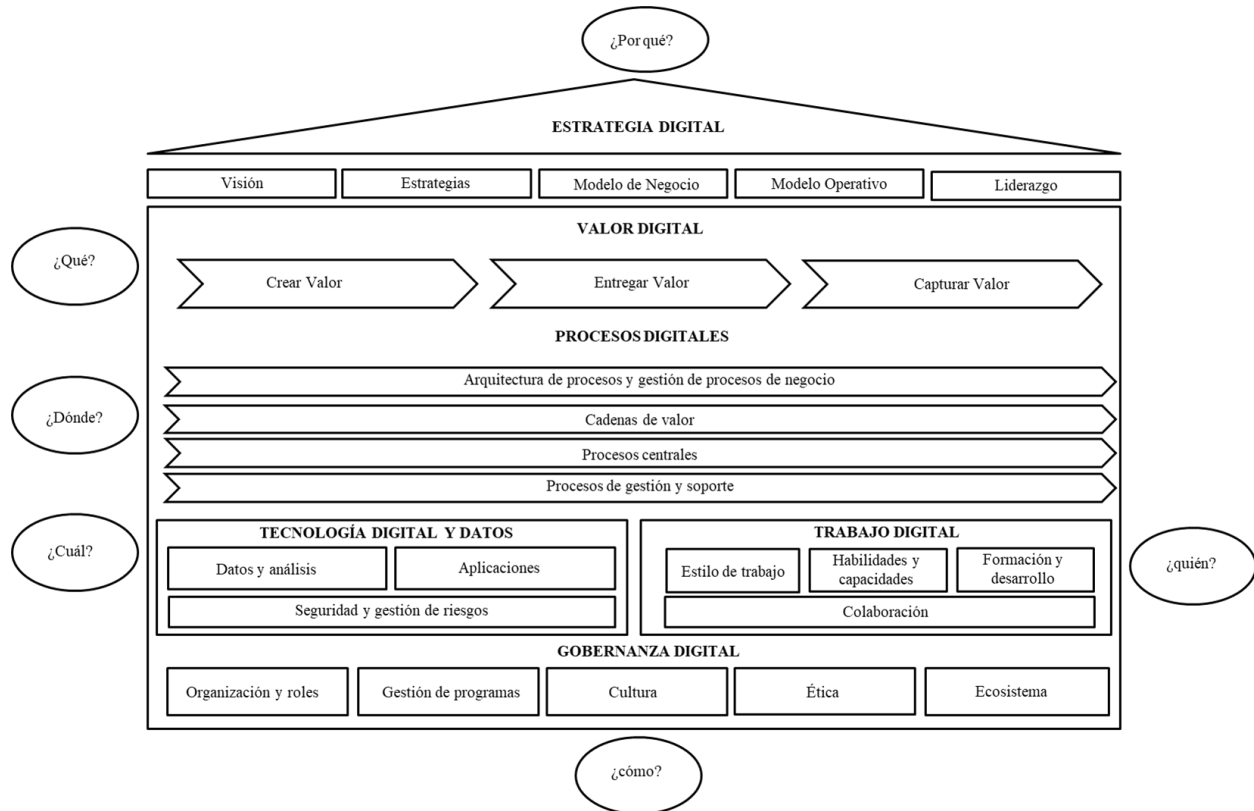 ¿Por qué?
ESTRATEGIA DIGITAL
Visión
Estrategias
Modelo de Negocio
Modelo Operativo
Liderazgo
VALOR DIGITAL
¿Qué?
Crear Valor
Entregar Valor
Capturar Valor
PROCESOS DIGITALES
Arquitectura de procesos y gestión de procesos de negocio
¿Dónde?
Cadenas de valor
Procesos centrales
Procesos de gestión y soporte
¿Cuál?
TECNOLOGÍA DIGITAL Y DATOS
Datos y análisis
Aplicaciones
Seguridad y gestión de riesgos
TRABAJO DIGITAL
Estilo de trabajo
Habilidades y
capacidades
Formación y
desarrollo
Colaboración
¿quién?
GOBERNANZA DIGITAL
Organización y roles
Gestión de programas
Cultura
Ética
Ecosistema
¿cómo?